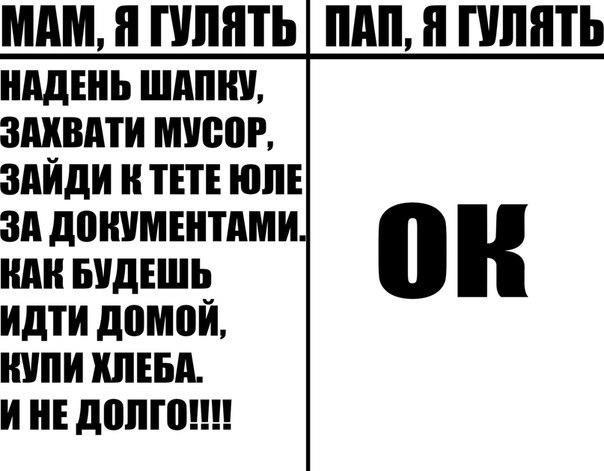 МАМ, Я ГУЛЯТЬ
НАДЕНЬ ШАПКУ,
ЗАХВАТИ МУСОР,
ЗАЙДИ К ТЕТЕ ЮЛЕ
ЗА ДОКУМЕНТАМИ.
КАК БУДЕШЬ
ИДТИ ДОМОЙ,
КУПИ ХЛЕБА.
И НЕ ДОЛГО!!!!
ПАП, Я ГУЛЯТЬ
ОК